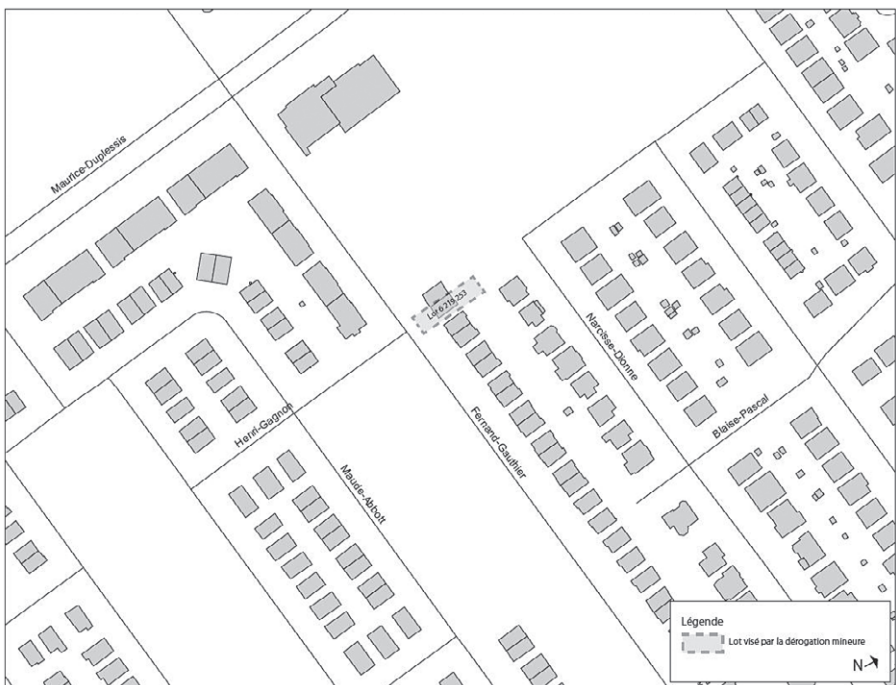 Maurice-Duplessis
Lot 6 219 253
Narcisse-Dionne
Blaise-Pascal
Henri-Gagnon
Fernand-Gauthier
Maude-Abbott
Légende
Lot visé par la dérogation mineure
N